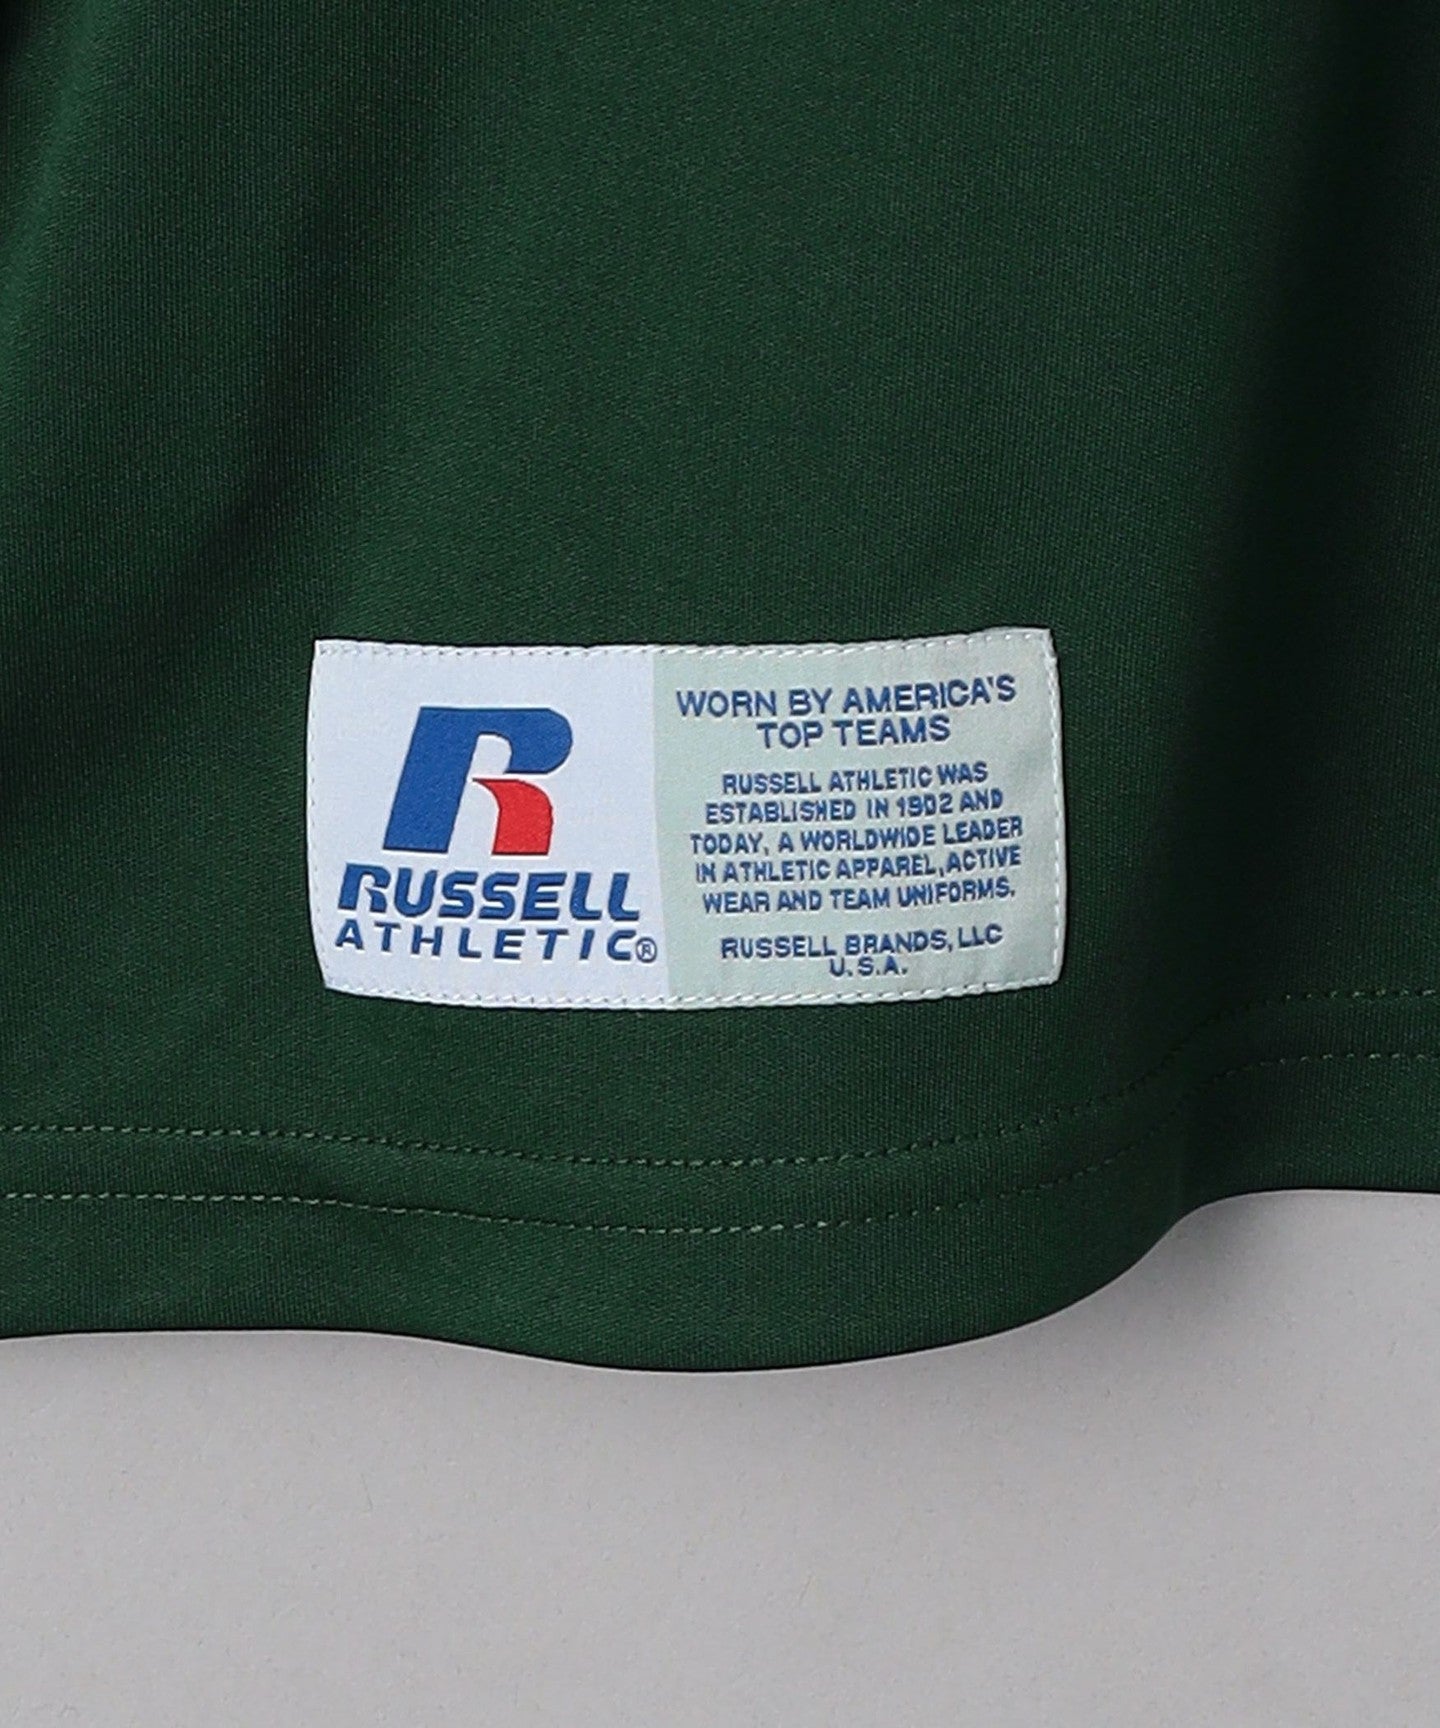 R
RUSSELL
ATHLETIC®
WORN BY AMERICA'S
TOP TEAMS
RUSSELL ATHLETIC WAS
ESTABLISHED IN 1902 AND
TODAY, A WORLDWIDE LEADER
IN ATHLETIC APPAREL, ACTIVE
WEAR AND TEAM UNIFORMS.
RUSSELL BRANDS, LLC
U.S.A.